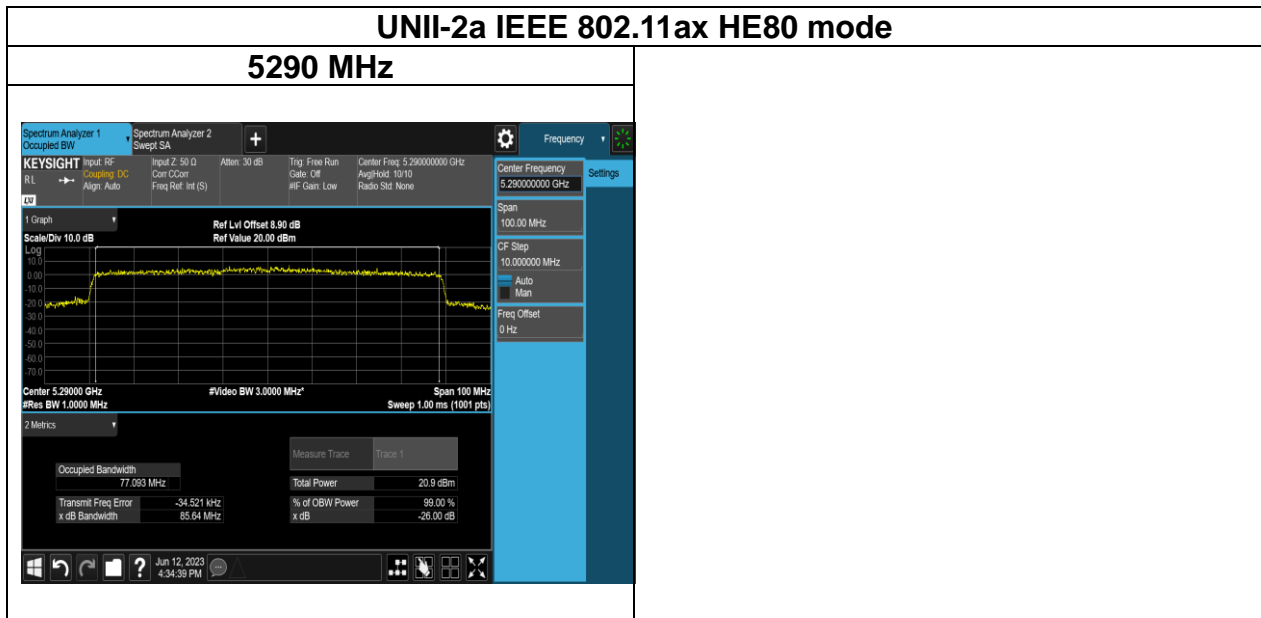 UNII-2a IEEE 802.11ax HE80 mode
5290 MHz
Spectrum Analyzer 1
Occupied BW
Spectrum Analyzer 2
Swept SA
+
Frequency
KEYSIGHT
RL
Input: RF
Coupling: DC
Align: Auto
Input Z: 50 Ω
Corr CCorr
Freq Ref: Int (S)
Atten: 30 dB
Trig: Free Run
Gate: Off
#IF Gain: Low
Center Freq: 5.290000000 GHz
Avg|Hold: 10/10
Radio Std: None
LXI
1 Graph
Scale/Div 10.0 dB
Ref Lvl Offset 8.90 dB
Ref Value 20.00 dBm
Log
10.0
0.00
-10.0
-20.0
-30.0
-40.0
-50.0
-60.0
-70.0
Center 5.29000 GHz
#Res BW 1.0000 MHz
#Video BW 3.0000 MHz*
Span 100 MHz
Sweep 1.00 ms (1001 pts)
2 Metrics
Measure Trace
Trace 1
Occupied Bandwidth
77.093 MHz
Total Power
20.9 dBm
Transmit Freq Error
-34.521 kHz
% of OBW Power
99.00 %
x dB Bandwidth
85.64 MHz
x dB
-26.00 dB
Center Frequency
5.290000000 GHz
Settings
Span
100.00 MHz
CF Step
10.000000 MHz
Auto
Man
Freq Offset
0 Hz
?
Jun 12, 2023
4:34:39 PM